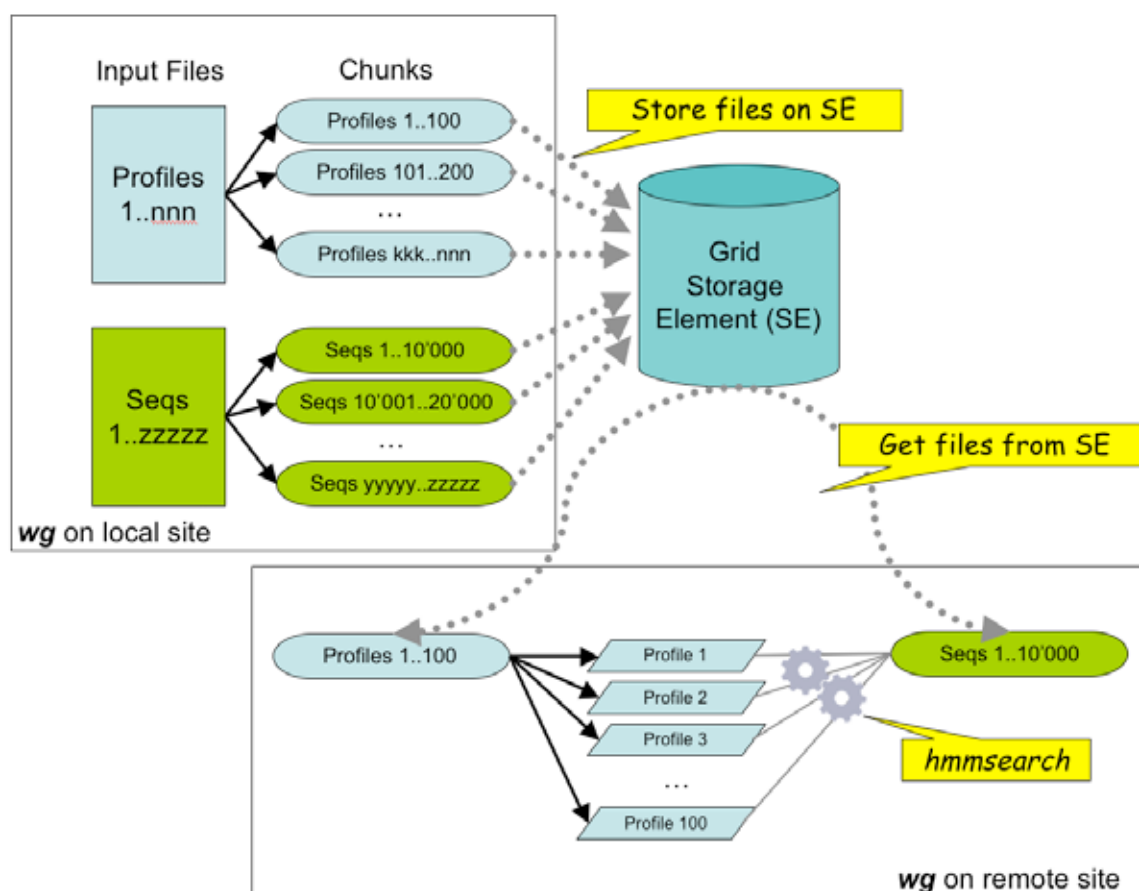 Input Files
Chunks
Profiles
1..nnn
Profiles 1..100
Profiles 101..200
...
Profiles kkk..nnn
Store files on SE
Grid
Storage
Element (SE)
Seqs
1..zzzzz
Seqs 1..10'000
Seqs 10'001..20'000
...
Seqs yyyyy..zzzzz
Get files from SE
wg on local site
Profiles 1..100
Profile 1
Profile 2
Profile 3
...
Profile 100
Seqs 1..10'000
hmmsearch
wg on remote site